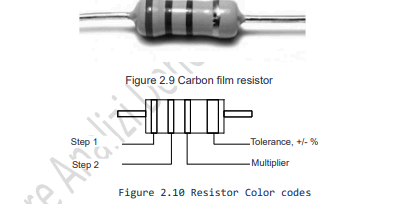 Figure 2.9 Carbon film resistor
Step 1
Tolerance, +/- %
Step 2
Multiplier
Figure 2.10 Resistor Color codes